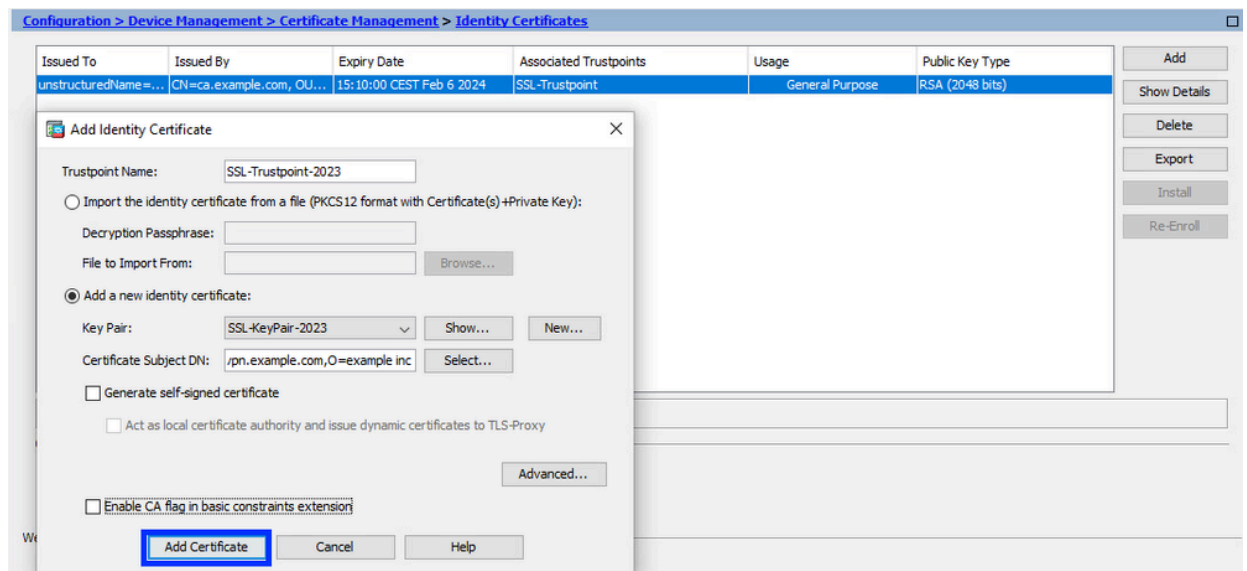 Configuration > Device Management > Certificate Management > Identity Certificates
Issued To Issued By Expiry Date Associated Trustpoints Usage Public Key Type
unstructuredName=... CN=ca.example.com, OU... 15:10:00 CEST Feb 6 2024 SSL-Trustpoint General Purpose RSA (2048 bits)
Add
Show Details
Delete
Export
Install
Re-Enroll
Add Identity Certificate
Trustpoint Name: SSL-Trustpoint-2023
Import the identity certificate from a file (PKCS12 format with Certificate(s)+Private Key):
Decryption Passphrase:
File to Import From: Browse...
Add a new identity certificate:
Key Pair: SSL-KeyPair-2023 Show... New...
Certificate Subject DN: /pn.example.com,O=example inc Select...
Generate self-signed certificate
Act as local certificate authority and issue dynamic certificates to TLS-Proxy
Advanced...
Enable CA flag in basic constraints extension
Add Certificate Cancel Help